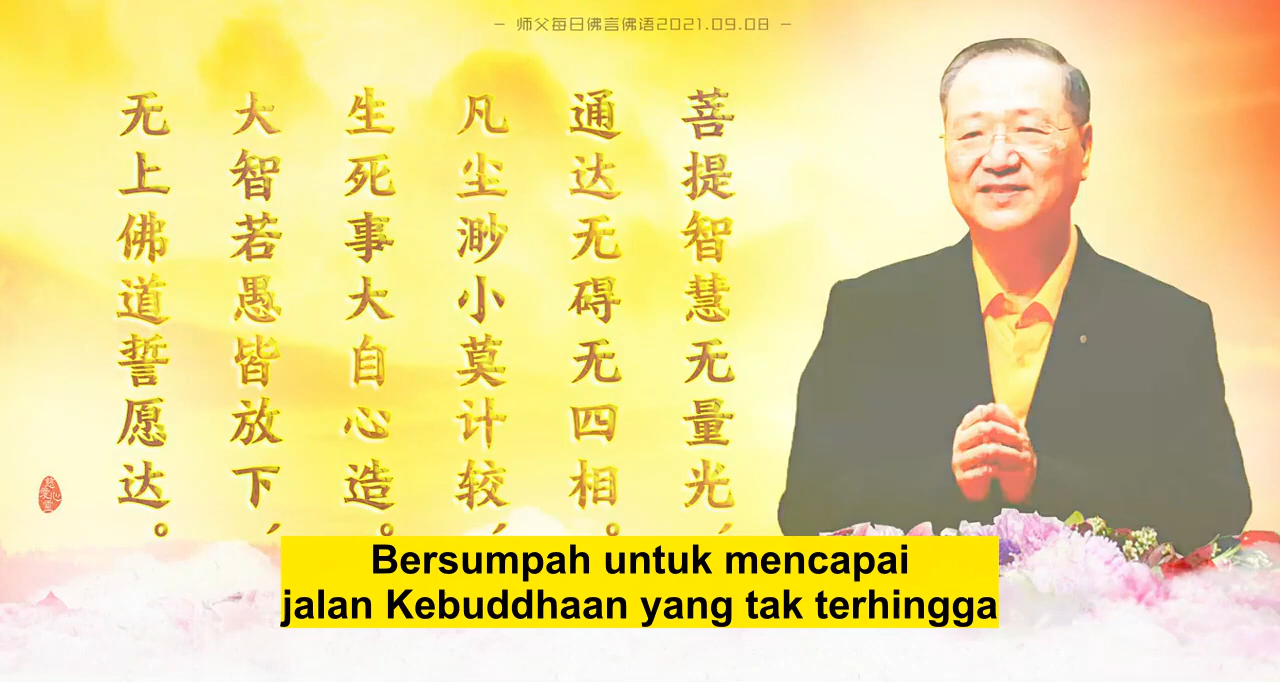 — 师父每日佛言佛语2021.09.08 —
菩提智慧无量光，
通达无碍无四相。
凡尘渺小莫计较，
生死事大自心造。
大智若愚皆放下，
无上佛道誓愿达。
Bersumpah untuk mencapai
jalan Kebuddhaan yang tak terhingga